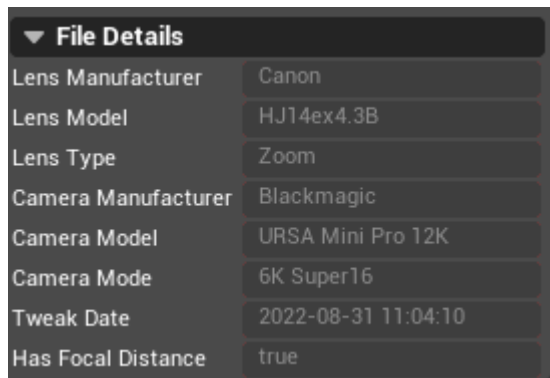 File Details
Lens Manufacturer Canon
Lens Model HJ14ex4.3B
Lens Type Zoom
Camera Manufacturer Blackmagic
Camera Model URSA Mini Pro 12K
Camera Mode 6K Super16
Tweak Date 2022-08-31 11:04:10
Has Focal Distance true